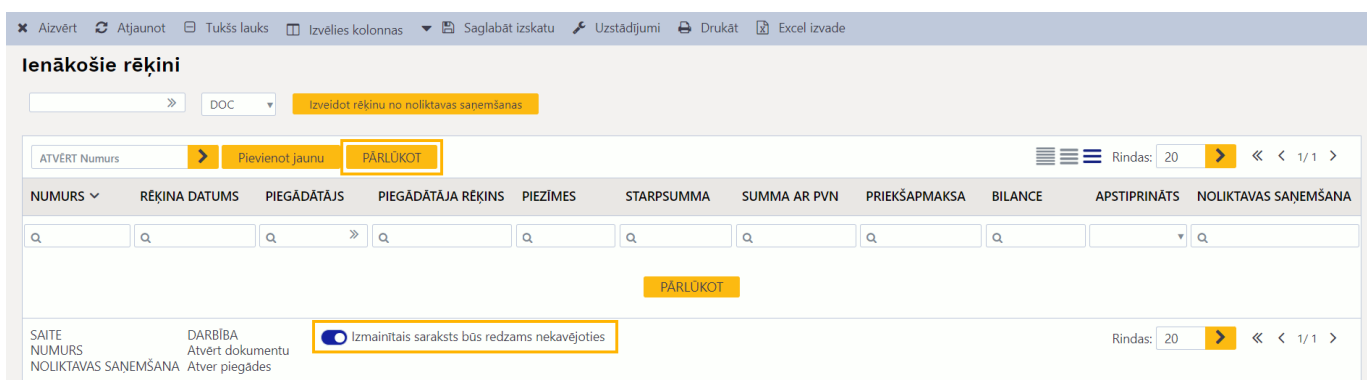 Aizvērt Atjaunot Tukšs lauks Izvēlies kolonnas Saglabāt izskatu Uzstādījumi Drukāt Excel izvade
Ienākošie rēķini
DOC Izveidot rēķinu no noliktavas saņemšanas
ATVĒRT Numurs Pievienot jaunu PĀRLŪKOT Rindas: 20 1/ 1
NUMURS RĒĶINA DATUMS PIEGĀDĀTĀJS PIEGĀDĀTĀJA RĒĶINS PIEZĪMES STARPSUMMA SUMMA AR PVN PRIEKŠAPMAKSA BILANCE APSTIPRINĀTS NOLIKTAVAS SAŅEMŠANA
PĀRLŪKOT
SAITE DARBĪBA Izmainītais saraksts būs redzams nekavējoties Rindas: 20 1/ 1
NUMURS Atvērt dokumentu
NOLIKTAVAS SAŅEMŠANA Atver piegādes